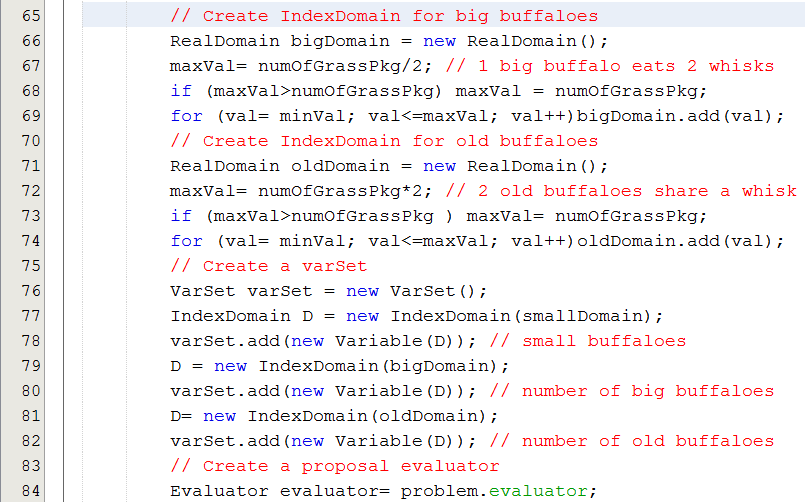 65 // Create IndexDomain for big buffaloes
66 RealDomain bigDomain = new RealDomain();
67 maxVal= numOfGrassPkg/2; // 1 big buffalo eats 2 whisks
68 if (maxVal>numOfGrassPkg) maxVal = numOfGrassPkg;
69 for (val= minVal; val<=maxVal; val++)bigDomain.add(val);
70 // Create IndexDomain for old buffaloes
71 RealDomain oldDomain = new RealDomain();
72 maxVal= numOfGrassPkg*2; // 2 old buffaloes share a whisk
73 if (maxVal>numOfGrassPkg ) maxVal= numOfGrassPkg;
74 for (val= minVal; val<=maxVal; val++)oldDomain.add(val);
75 // Create a varSet
76 VarSet varSet = new VarSet();
77 IndexDomain D = new IndexDomain(smallDomain);
78 varSet.add(new Variable(D)); // small buffaloes
79 D = new IndexDomain(bigDomain);
80 varSet.add(new Variable(D)); // number of big buffaloes
81 D= new IndexDomain(oldDomain);
82 varSet.add(new Variable(D)); // number of old buffaloes
83 // Create a proposal evaluator
84 Evaluator evaluator= problem.evaluator;